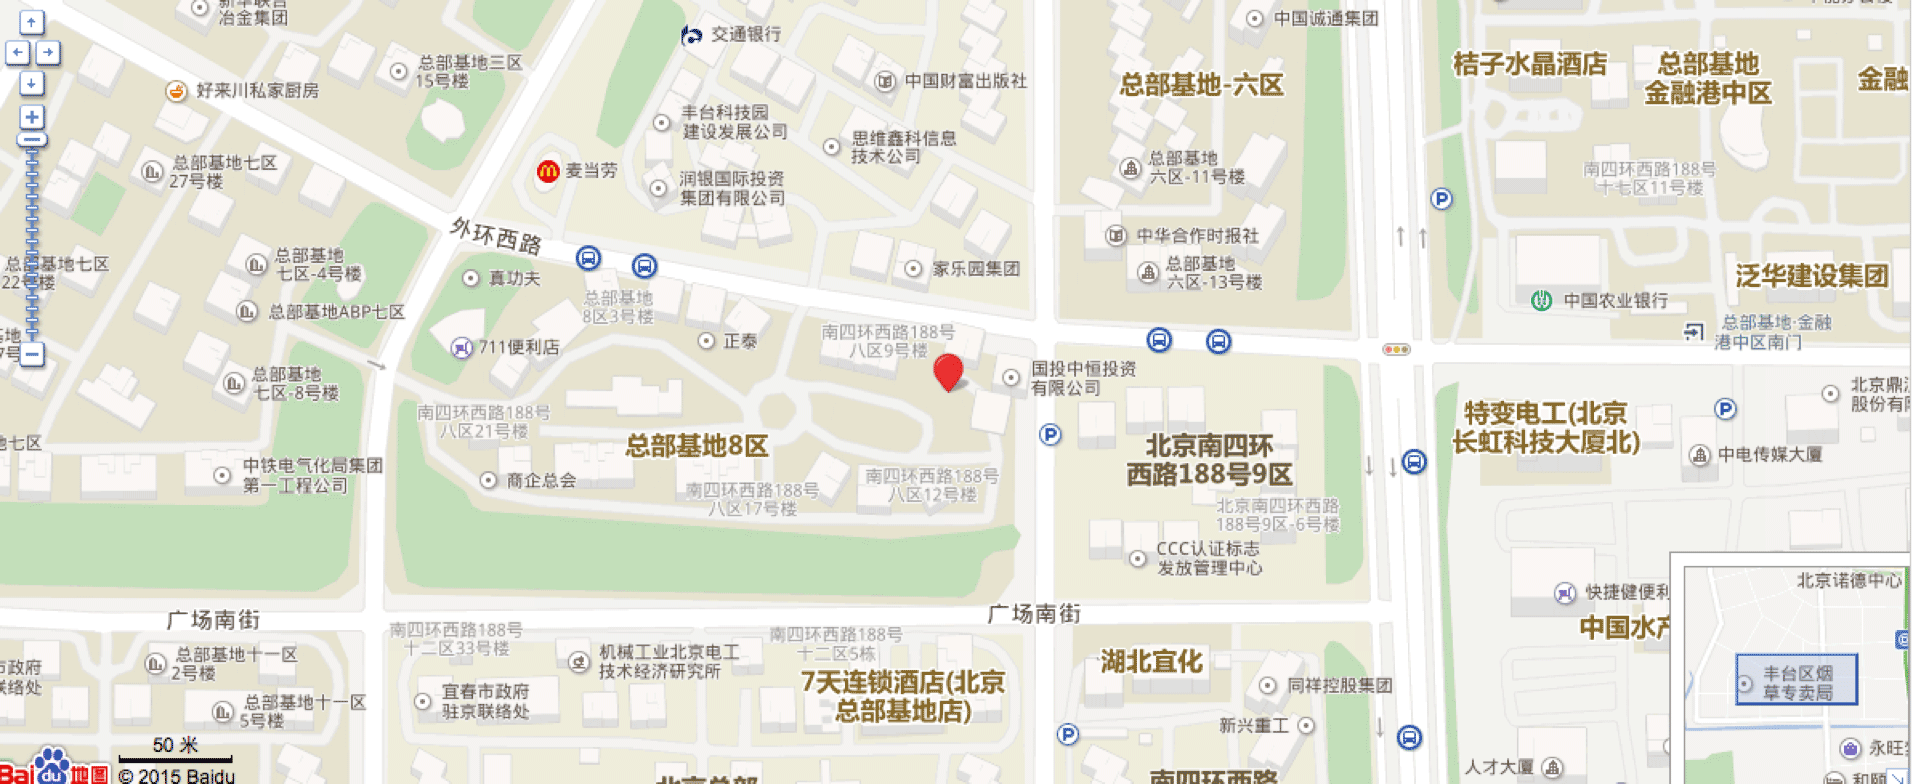 冶金集团
交通银行
中国诚通集团
总部基地三区
15号楼
好来川私家厨房
中国财富出版社
总部基地-六区
桔子水晶酒店
总部基地
金融港中区
金融
丰台科技园
建设发展公司
思维鑫科信息
技术公司
总部基地七区
27号楼
麦当劳
润银国际投资
集团有限公司
总部基地
六区-11号楼
南四环西路188号
十七区11号楼
外环西路
中华合作时报社
总部基地
七区-4号楼
总部基地七区
22号楼
真功夫
家乐园集团
总部基地
六区-13号楼
泛华建设集团
总部基地
8区3号楼
中国农业银行
总部基地ABP七区
总部基地·金融
港中区南门
711便利店
正泰
南四环西路188号
八区9号楼
国投中恒投资
有限公司
总部基地
七区-8号楼
北京鼎汉
股份有限
南四环西路188号
八区21号楼
总部基地8区
北京南四环
西路188号9区
特变电工(北京
长虹科技大厦北)
中电传媒大厦
七区
中铁电气化局集团
第一工程公司
商企总会
南四环西路188号
八区17号楼
南四环西路188号
八区12号楼
北京南四环西路
188号9区-6号楼
CCC认证标志
发放管理中心
北京诺德中心
快捷健便利
中国水产
广场南街
广场南街
南四环西路188号
十二区33号楼
南四环西路188号
十二区5栋
机械工业北京电工
技术经济研究所
湖北宜化
市政府
联络处
总部基地十一区
2号楼
7天连锁酒店(北京
总部基地店)
同祥控股集团
丰台区烟
草专卖局
宜春市政府
驻京联络处
总部基地十一区
5号楼
新兴重工
50 米
Bai du 地图
© 2015 Baidu
北京总部
南四环西路
人才大厦
永旺
和颐